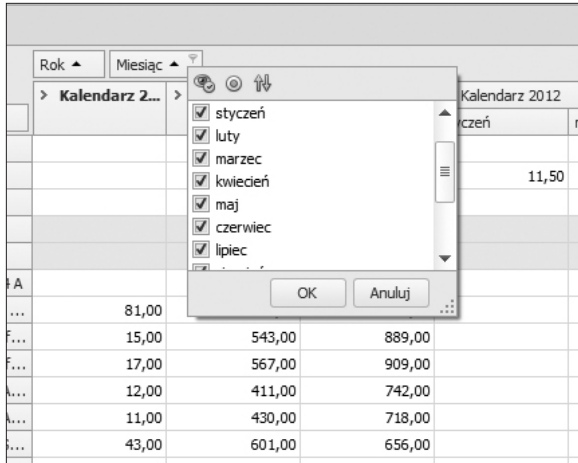 Rok Miesiąc
Kalendarz 2... Kalendarz 2012
styczeń yczeń
luty
marzec 11,50
kwiecień
maj
czerwiec
lipiec
A
... 81,00
F... 15,00 543,00 889,00
F... 17,00 567,00 909,00
A... 12,00 411,00 742,00
A... 11,00 430,00 718,00
S... 43,00 601,00 656,00
OK Anuluj